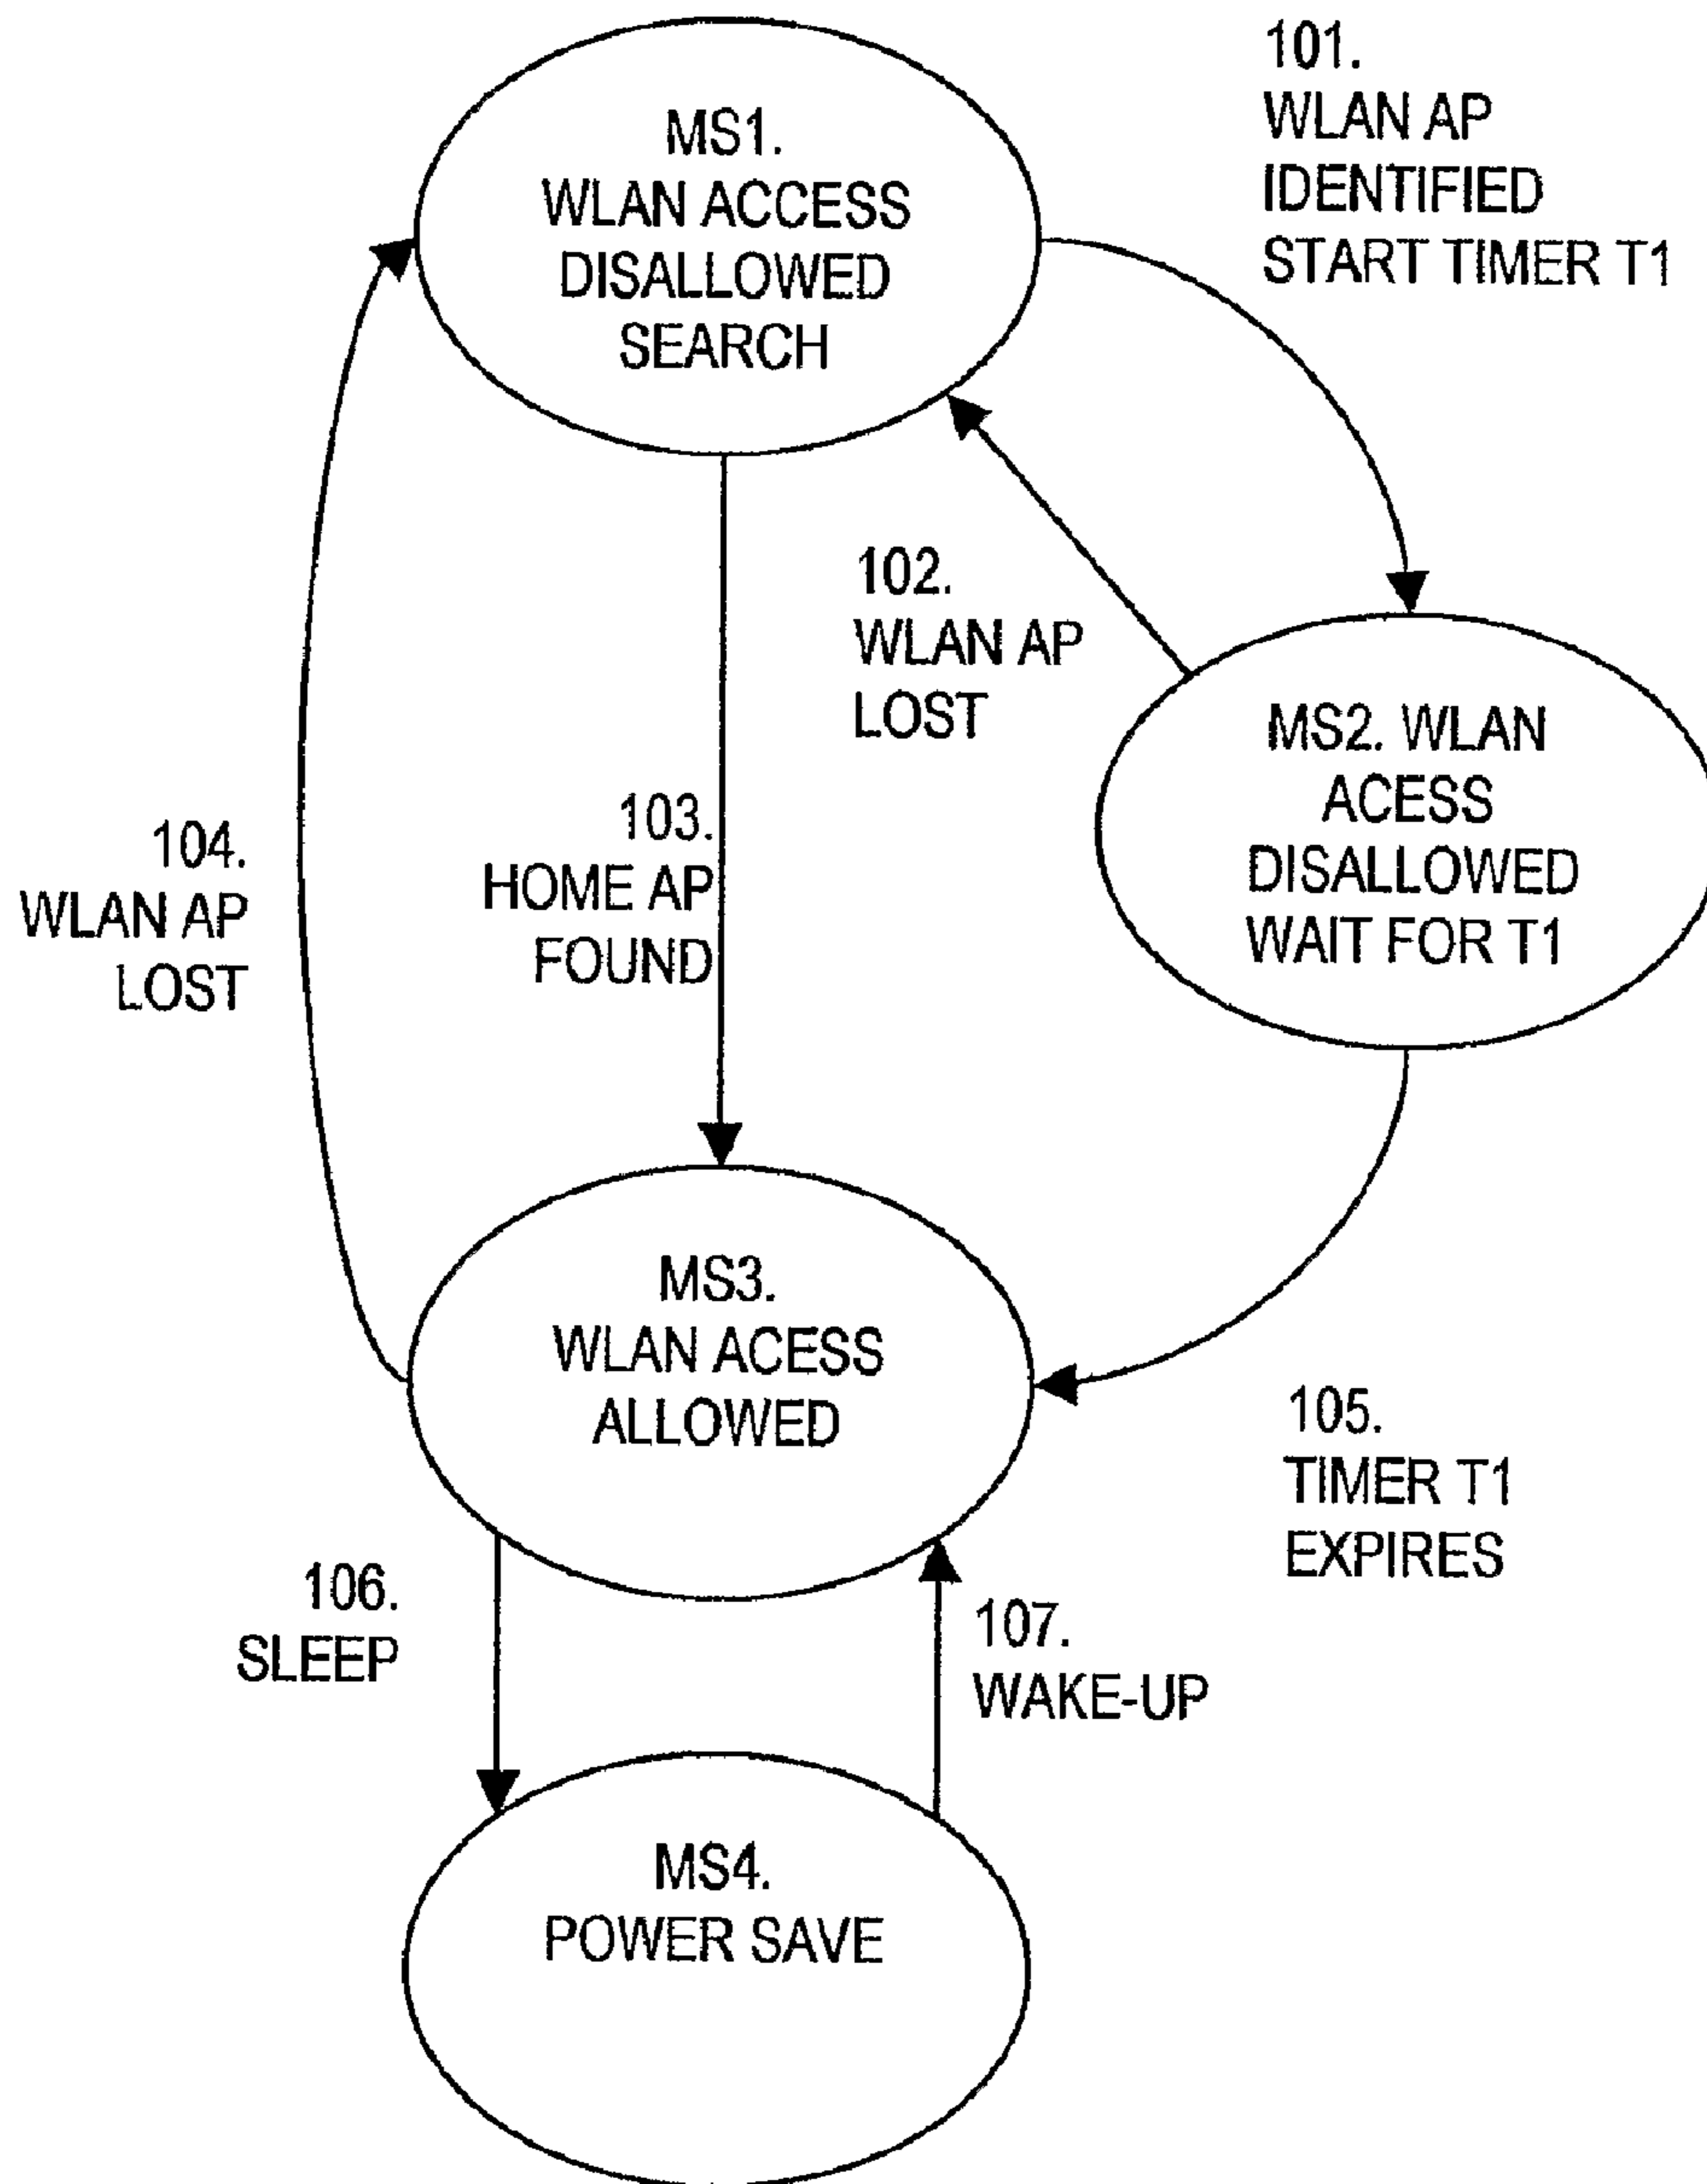 MS1.
WLAN ACCESS
DISALLOWED
SEARCH
101.
WLAN AP
IDENTIFIED
START TIMER T1
102.
WLAN AP
LOST
MS2. WLAN
ACESS
DISALLOWED
WAIT FOR T1
103.
HOME AP
FOUND
104.
WLAN AP
LOST
MS3.
WLAN ACESS
ALLOWED
105.
TIMER T1
EXPIRES
106.
SLEEP
107.
WAKE-UP
MS4.
POWER SAVE